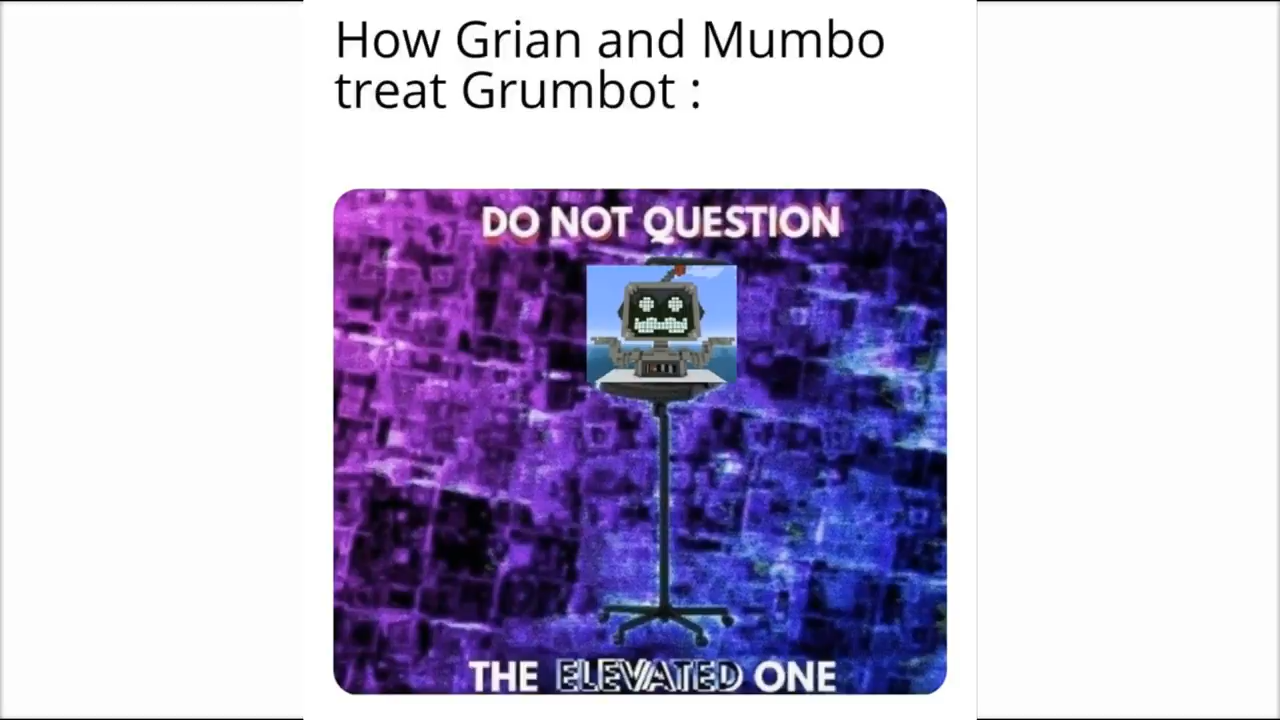 How Grian and Mumbo
treat Grumbot :
DO NOT QUESTION
THE ELEVATED ONE